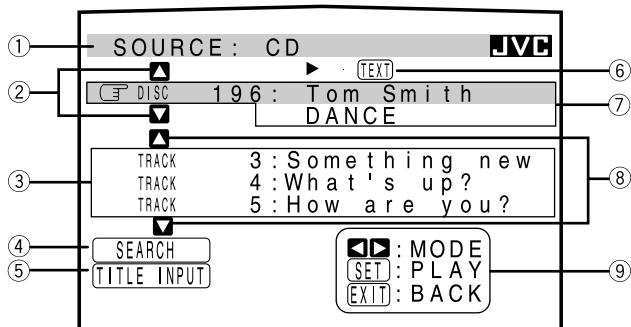 ① SOURCE: CD JVC
② ▲ ▶ · TEXT ⑥
DISC 196: Tom Smith ⑦
▼ DANCE
▲
TRACK 3:Something new
③ TRACK 4:What's up? ⑧
TRACK 5:How are you?
▼
④ SEARCH
⑤ TITLE INPUT
◀▶: MODE
SET: PLAY ⑨
EXIT: BACK